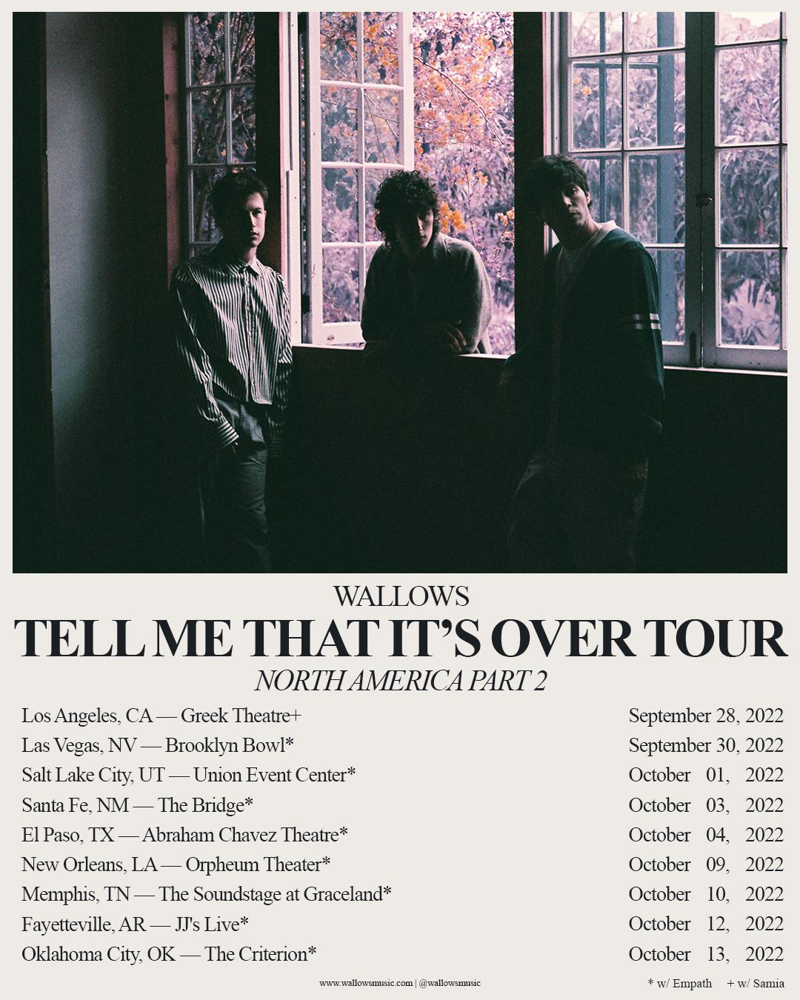 WALLOWS
TELL ME THAT IT'S OVER TOUR
NORTH AMERICA PART 2
Los Angeles, CA — Greek Theatre+ September 28, 2022
Las Vegas, NV — Brooklyn Bowl* September 30, 2022
Salt Lake City, UT — Union Event Center* October 01, 2022
Santa Fe, NM — The Bridge* October 03, 2022
El Paso, TX — Abraham Chavez Theatre* October 04, 2022
New Orleans, LA — Orpheum Theater* October 09, 2022
Memphis, TN — The Soundstage at Graceland* October 10, 2022
Fayetteville, AR — JJ's Live* October 12, 2022
Oklahoma City, OK — The Criterion* October 13, 2022
www.wallowsmusic.com | @wallowsmusic * w/ Empath + w/ Samia